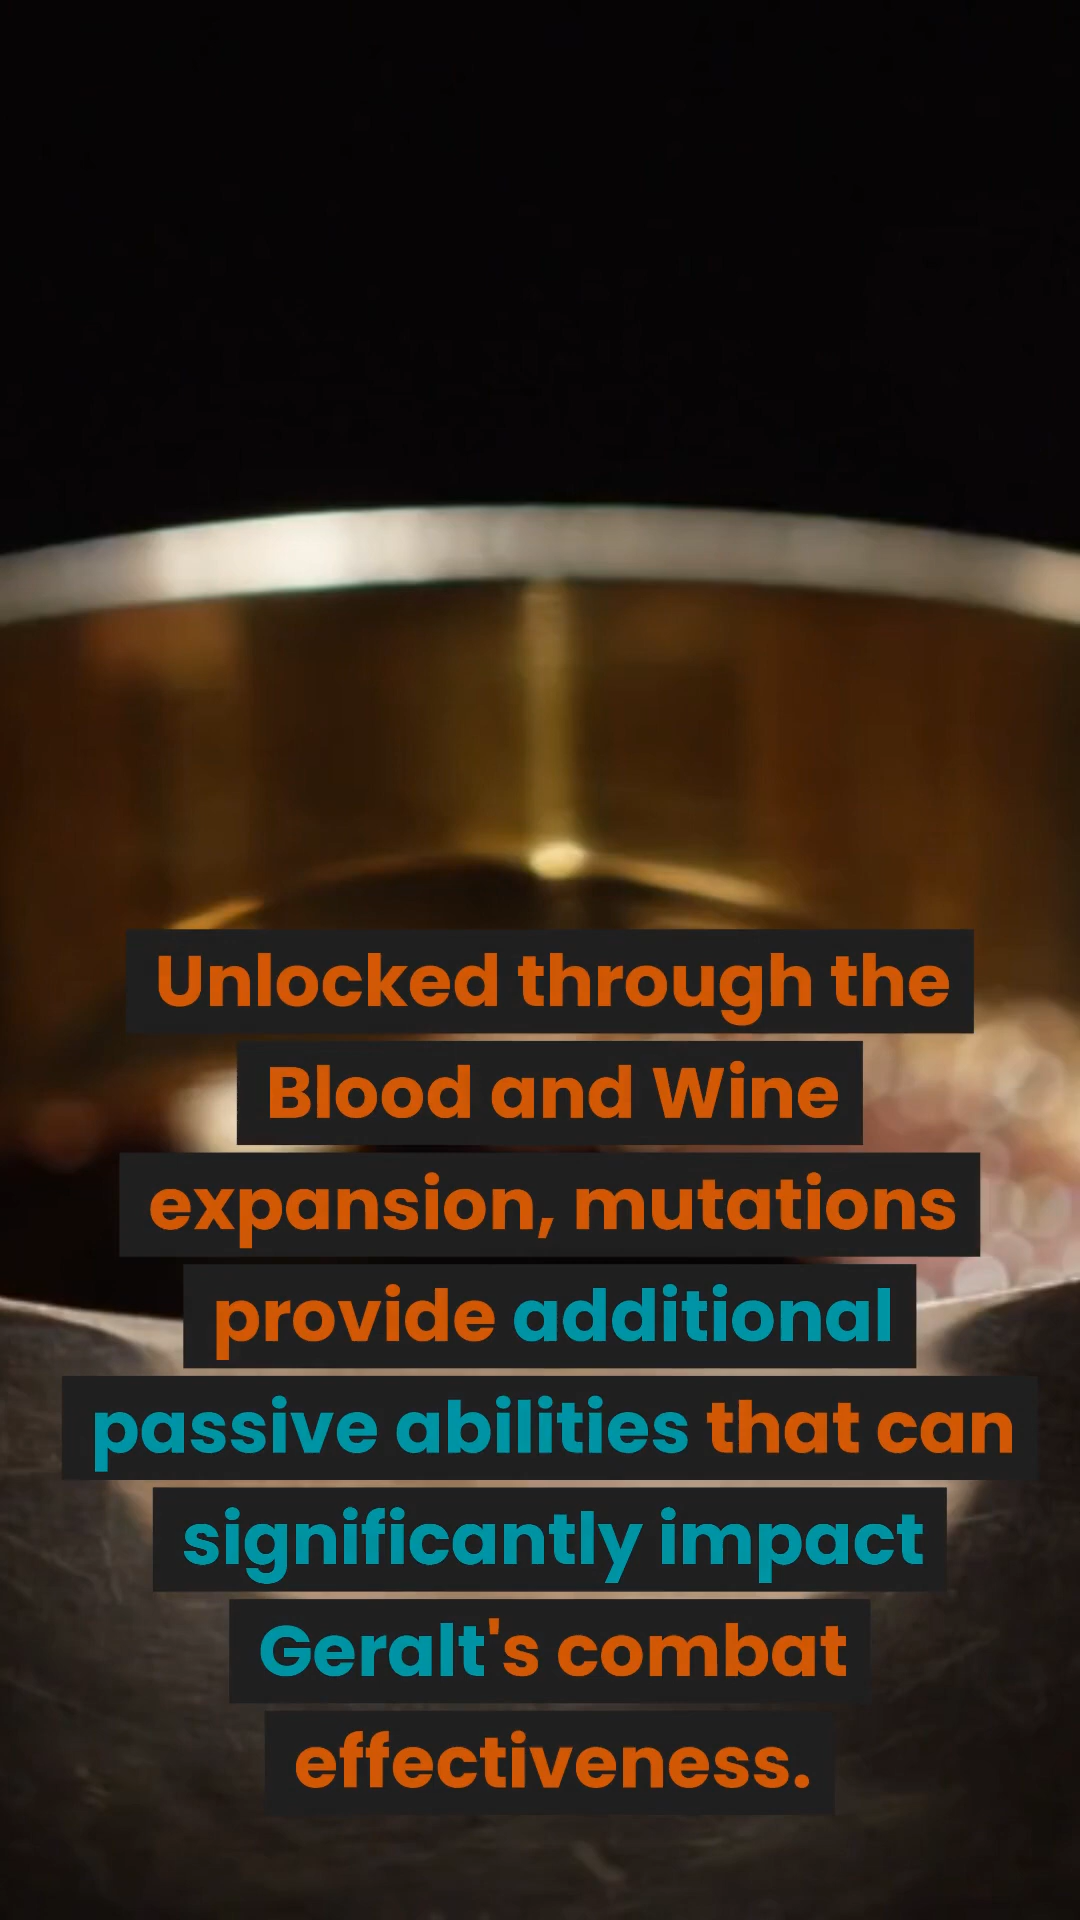 Unlocked through the
Blood and Wine
expansion, mutations
provide additional
passive abilities that can
significantly impact
Geralt's combat
effectiveness.